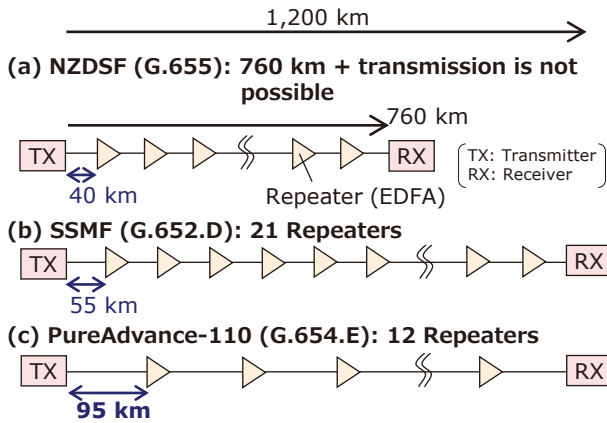 1,200 km
(a) NZDSF (G.655): 760 km + transmission is not
possible
760 km
TX
RX
TX: Transmitter
RX: Receiver
40 km
Repeater (EDFA)
(b) SSMF (G.652.D): 21 Repeaters
TX
RX
55 km
(c) PureAdvance-110 (G.654.E): 12 Repeaters
TX
RX
95 km